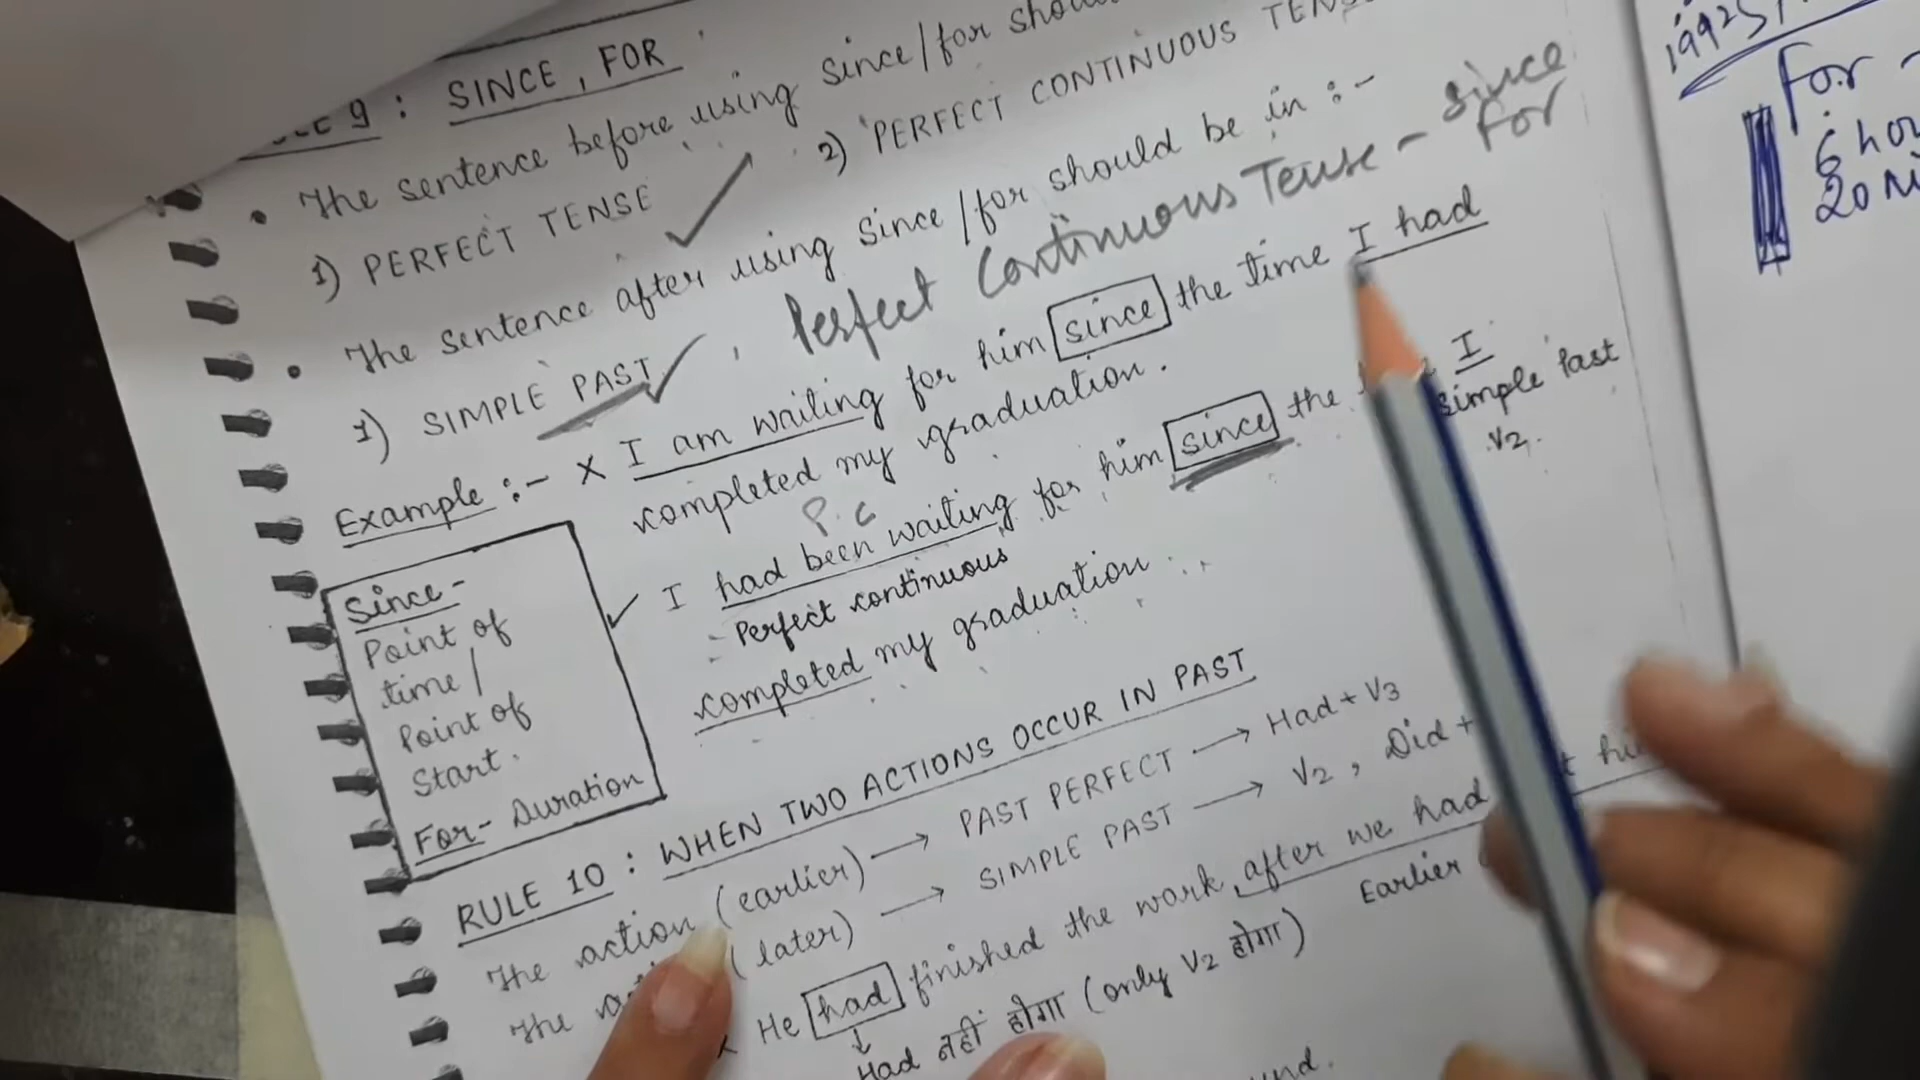 9 : SINCE, FOR
• The sentence before using since/for
1) PERFECT TENSE 2) PERFECT CONTINUOUS
• The sentence after using since/for should be in :-
1) SIMPLE PAST, Perfect Continuous Tense - since
For
Example :- X I am waiting for him since the time I had
completed my graduation.
P.C
✓ I had been waiting for him since the I
Perfect continuous simple Past
V2.
completed my graduation.
Since -
Point of
time/
Point of
Start.
For - Duration
RULE 10 : WHEN TWO ACTIONS OCCUR IN PAST
The action (earlier) → PAST PERFECT → Had + V3
The (later) → SIMPLE PAST → V2, Did +
X He had finished the work, after we had
Earlier
↓
Had नहीं होगा (only V2 होगा)
1992
For -
6
20